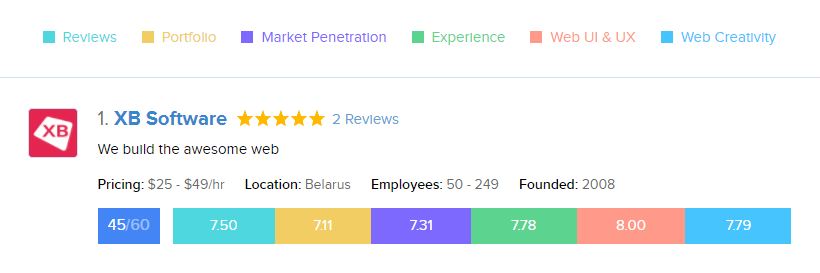 Reviews Portfolio Market Penetration Experience Web UI & UX Web Creativity
XB
1. XB Software 2 Reviews
We build the awesome web
Pricing: $25 - $49/hr Location: Belarus Employees: 50 - 249 Founded: 2008
45/60 7.50 7.11 7.31 7.78 8.00 7.79